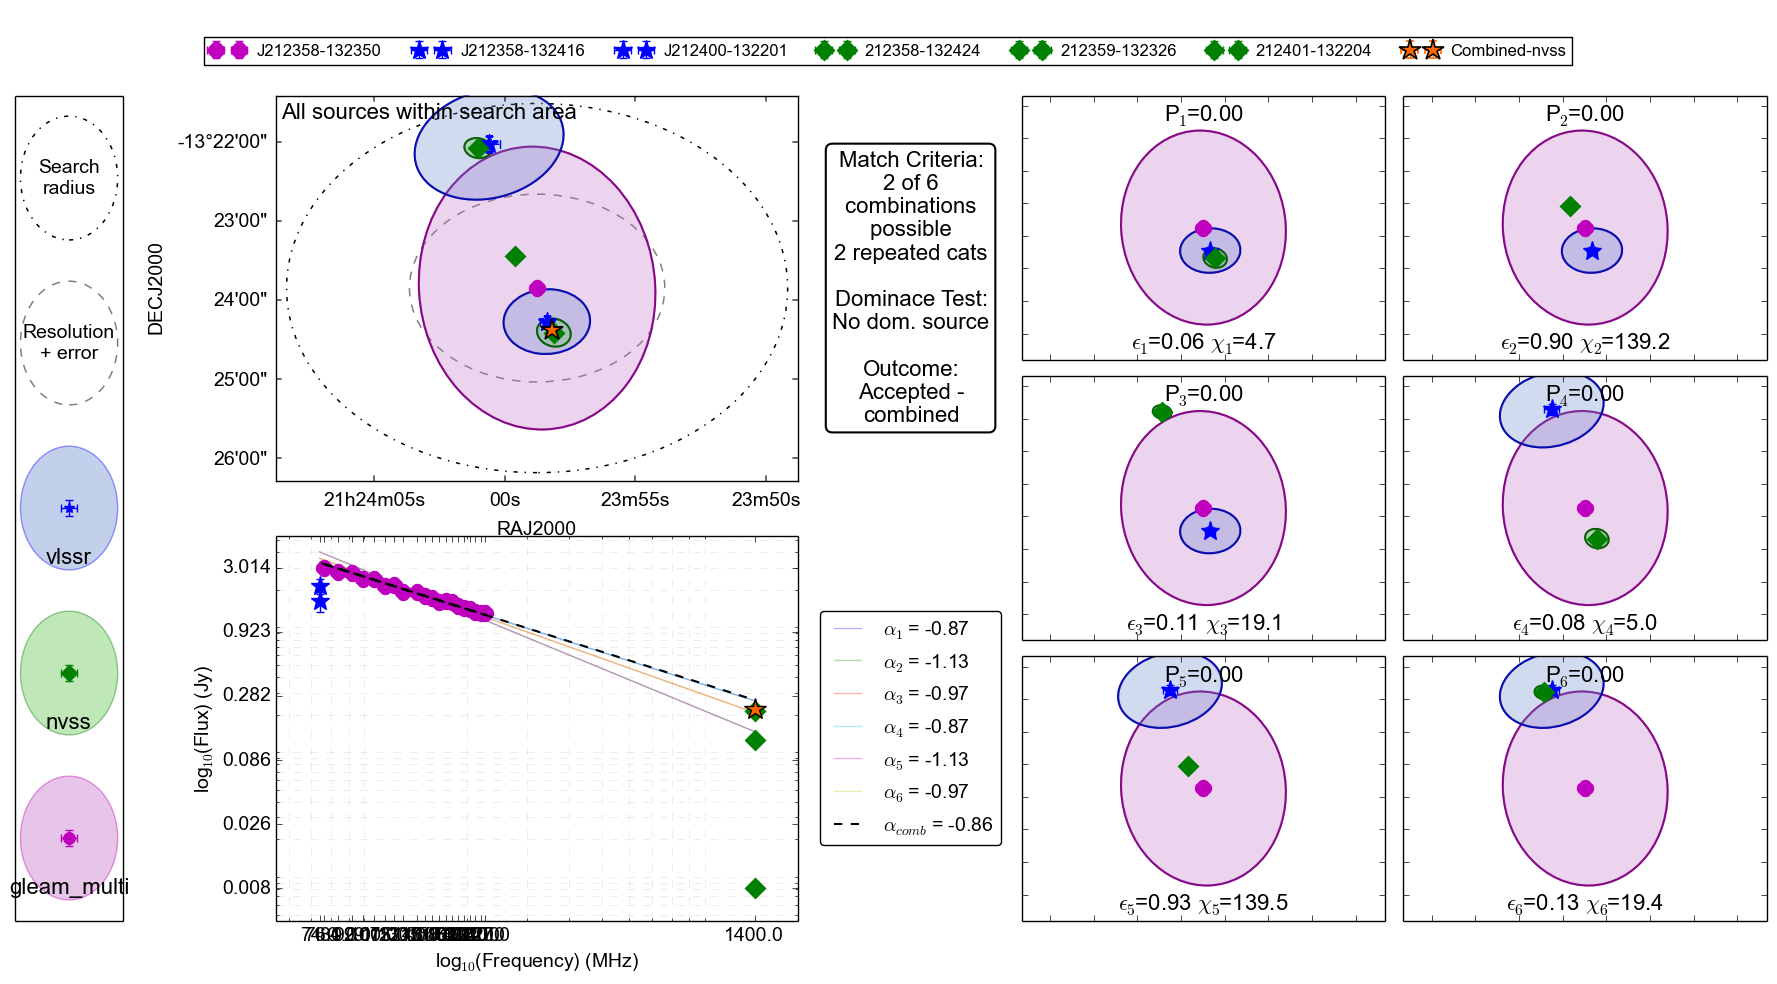 J212358-132350 J212358-132416 J212400-132201 212358-132424 212359-132326 212401-132204 Combined-nvss
Search
radius
Resolution
+ error
vlssr
nvss
gleam_multi
All sources within search area
DECJ2000
-13°22'00"
23'00"
24'00"
25'00"
26'00"
21h24m05s 00s 23m55s 23m50s
RAJ2000
Match Criteria:
2 of 6
combinations
possible
2 repeated cats
Dominace Test:
No dom. source
Outcome:
Accepted -
combined
log10(Flux) (Jy)
3.014
0.923
0.282
0.086
0.026
0.008
1400.0
log10(Frequency) (MHz)
α1 = -0.87
α2 = -1.13
α3 = -0.97
α4 = -0.87
α5 = -1.13
α6 = -0.97
αcomb = -0.86
P1=0.00
ϵ1=0.06 χ1=4.7
P2=0.00
ϵ2=0.90 χ2=139.2
P3=0.00
ϵ3=0.11 χ3=19.1
P4=0.00
ϵ4=0.08 χ4=5.0
P5=0.00
ϵ5=0.93 χ5=139.5
P6=0.00
ϵ6=0.13 χ6=19.4